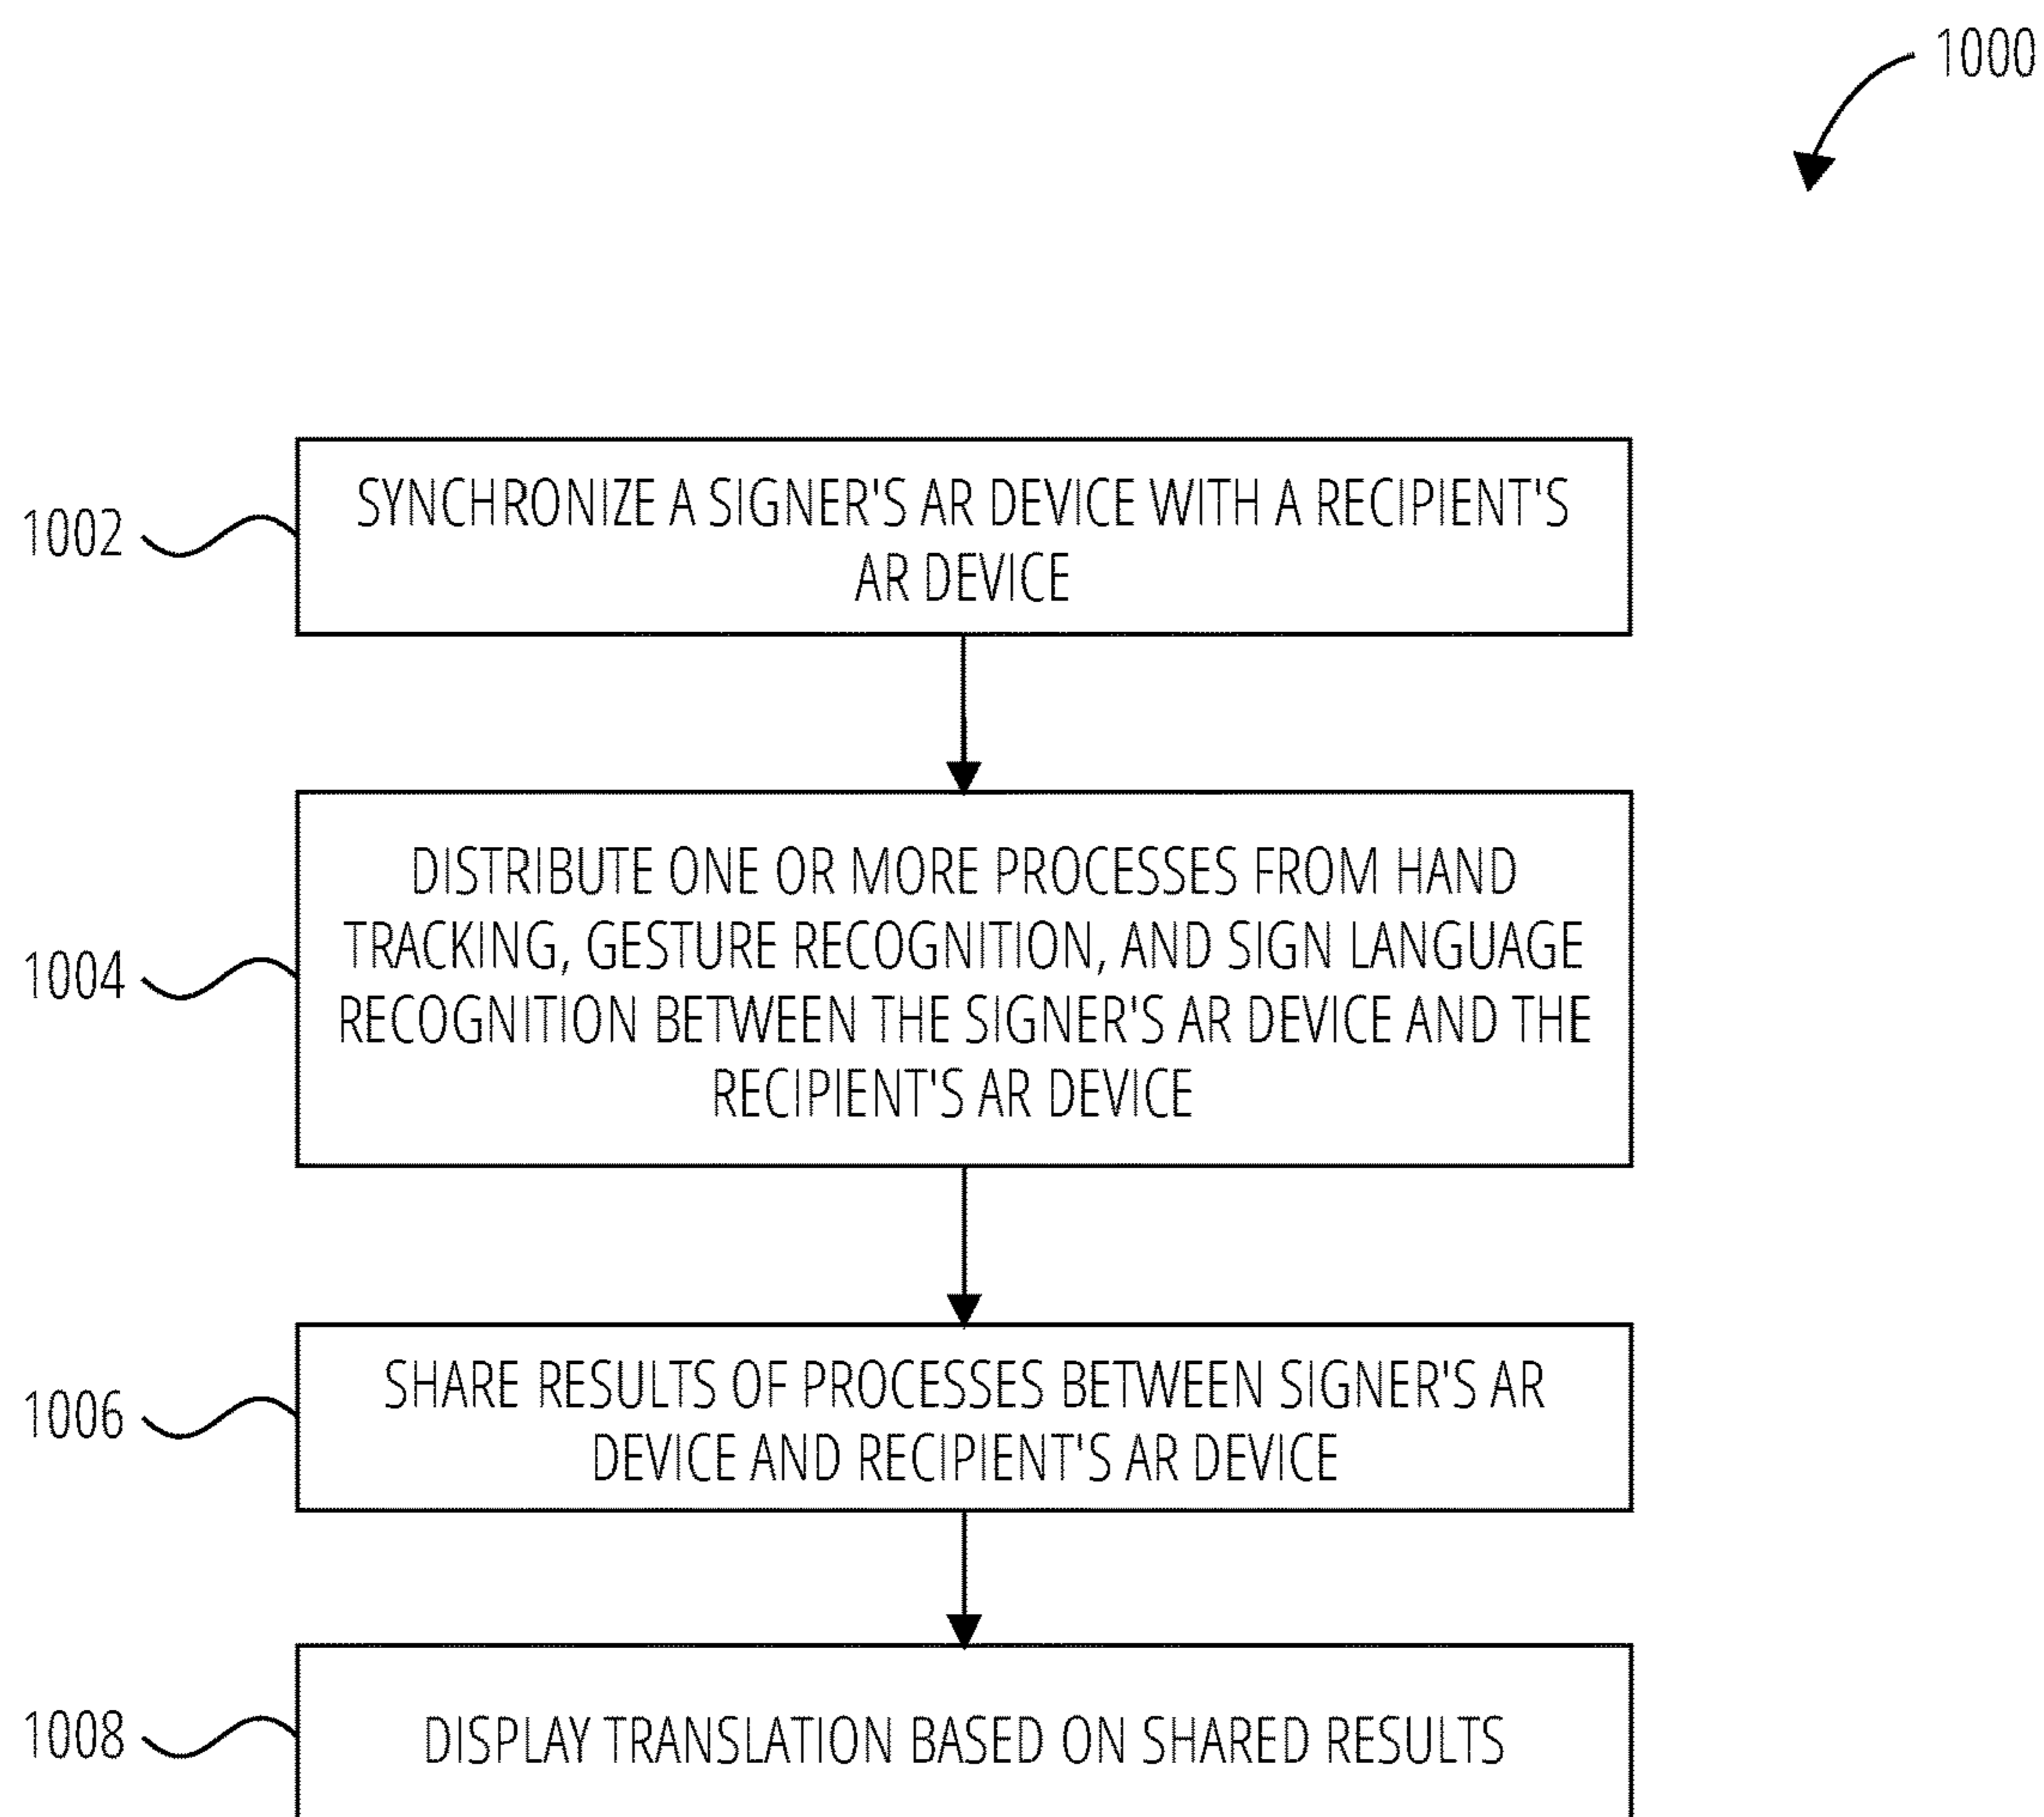 1000
1002
SYNCHRONIZE A SIGNER'S AR DEVICE WITH A RECIPIENT'S
AR DEVICE
1004
DISTRIBUTE ONE OR MORE PROCESSES FROM HAND
TRACKING, GESTURE RECOGNITION, AND SIGN LANGUAGE
RECOGNITION BETWEEN THE SIGNER'S AR DEVICE AND THE
RECIPIENT'S AR DEVICE
1006
SHARE RESULTS OF PROCESSES BETWEEN SIGNER'S AR
DEVICE AND RECIPIENT'S AR DEVICE
1008
DISPLAY TRANSLATION BASED ON SHARED RESULTS